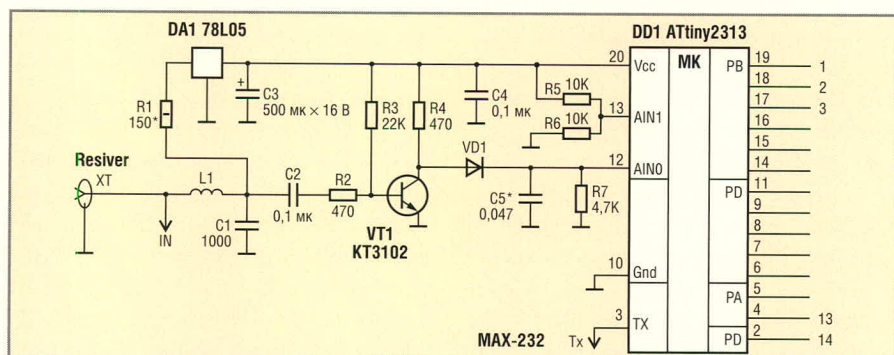 DA1 78L05
DD1 ATtiny2313
20
Vcc
МК
PB
19
1
18
2
17
3
16
15
14
R1
150*
+
C3
500 мк × 16 В
R3
22K
R4
470
C4
0,1 мк
R5
10K
R6
10K
13
AIN1
Resiver
XT
L1
IN
C1
1000
C2
0,1 мк
R2
470
VT1
КТ3102
VD1
C5*
0,047
R7
4,7K
12
AIN0
PD
11
9
8
7
6
10
Gnd
PA
5
4
13
3
TX
MAX-232
Tx
PD
2
14